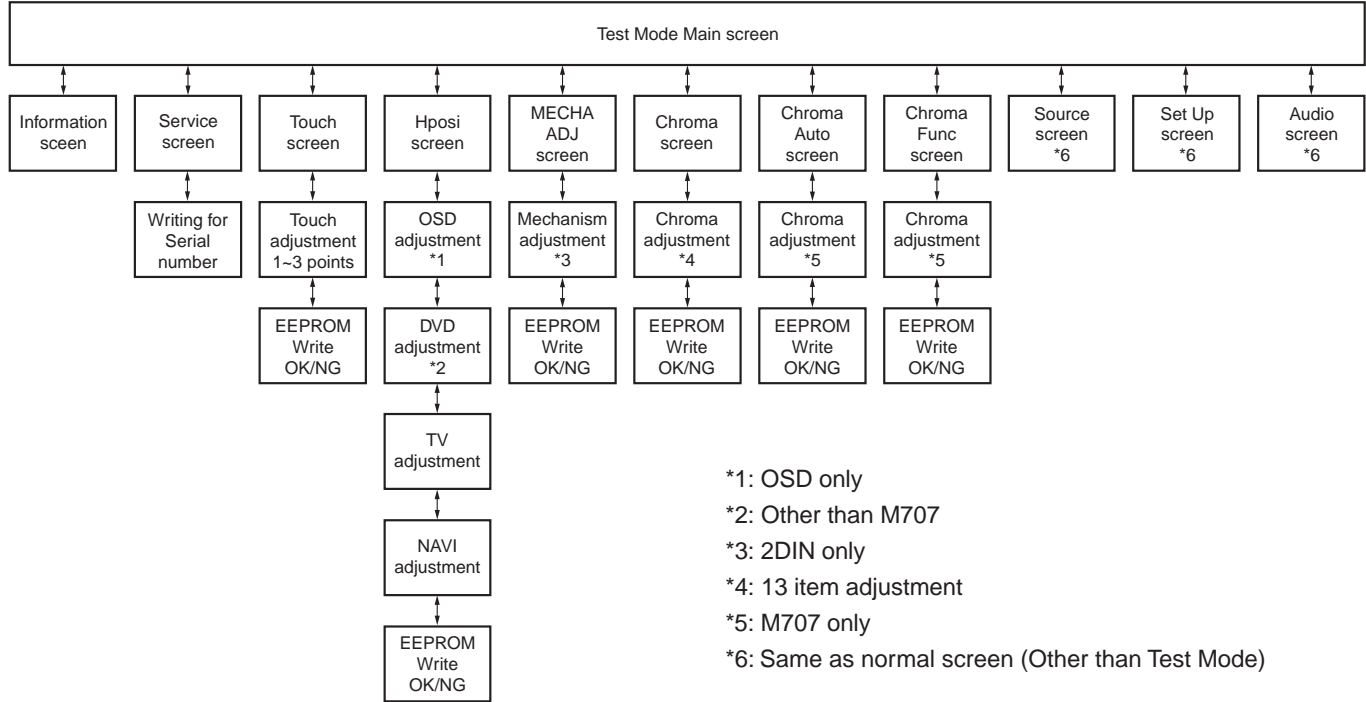 Test Mode Main screen
Information
sceen
Service
screen
Touch
screen
Hposi
screen
MECHA
ADJ
screen
Chroma
screen
Chroma
Auto
screen
Chroma
Func
screen
Source
screen
*6
Set Up
screen
*6
Audio
screen
*6
Writing for
Serial
number
Touch
adjustment
1~3 points
OSD
adjustment
*1
Mechanism
adjustment
*3
Chroma
adjustment
*4
Chroma
adjustment
*5
Chroma
adjustment
*5
EEPROM
Write
OK/NG
DVD
adjustment
*2
EEPROM
Write
OK/NG
EEPROM
Write
OK/NG
EEPROM
Write
OK/NG
EEPROM
Write
OK/NG
TV
adjustment
NAVI
adjustment
EEPROM
Write
OK/NG
*1: OSD only
*2: Other than M707
*3: 2DIN only
*4: 13 item adjustment
*5: M707 only
*6: Same as normal screen (Other than Test Mode)